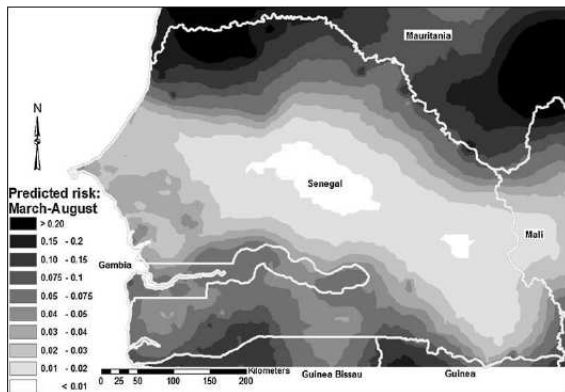 Mauritania
N
Senegal
Predicted risk:
March-August
> 0.20
0.15 - 0.2
0.10 - 0.15
0.075 - 0.1
0.05 - 0.075
0.04 - 0.05
0.03 - 0.04
0.02 - 0.03
0.01 - 0.02
< 0.01
Mali
Gambia
Kilometers
0 25 50 100 150 200
Guinea Bissau
Guinea